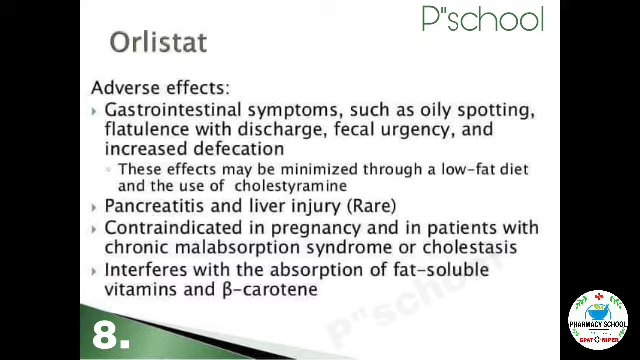 P"school
Orlistat
Adverse effects:
Gastrointestinal symptoms, such as oily spotting,
flatulence with discharge, fecal urgency, and
increased defecation
These effects may be minimized through a low-fat diet
and the use of cholestyramine
Pancreatitis and liver injury (Rare)
Contraindicated in pregnancy and in patients with
chronic malabsorption syndrome or cholestasis
Interferes with the absorption of fat-soluble
vitamins and β-carotene
P"school
8.
PHARMACY SCHOOL
GPAT NIPER